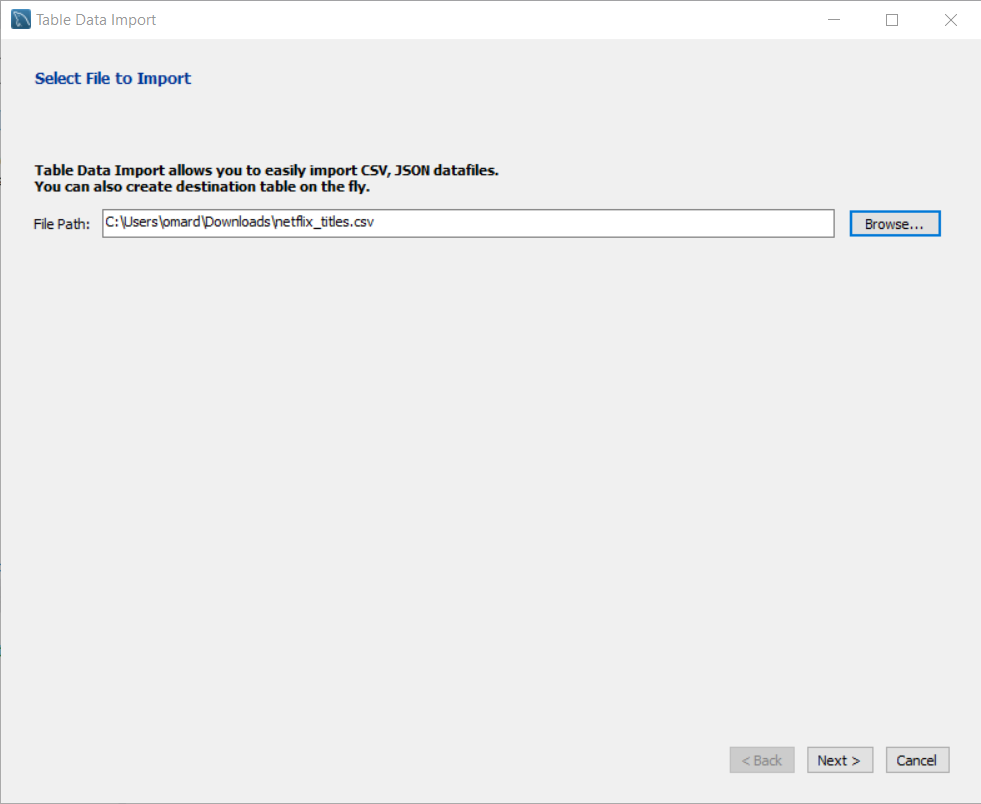 Table Data Import
Select File to Import
Table Data Import allows you to easily import CSV, JSON datafiles.
You can also create destination table on the fly.
File Path: C:\Users\omard\Downloads\netflix_titles.csv Browse...
< Back Next > Cancel